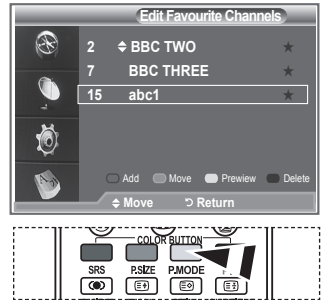 Edit Favourite Channels
2 BBC TWO
7 BBC THREE
15 abc1
Add Move Preview Delete
Move Return
COLOR BUTTON
SRS P.SIZE P.MODE